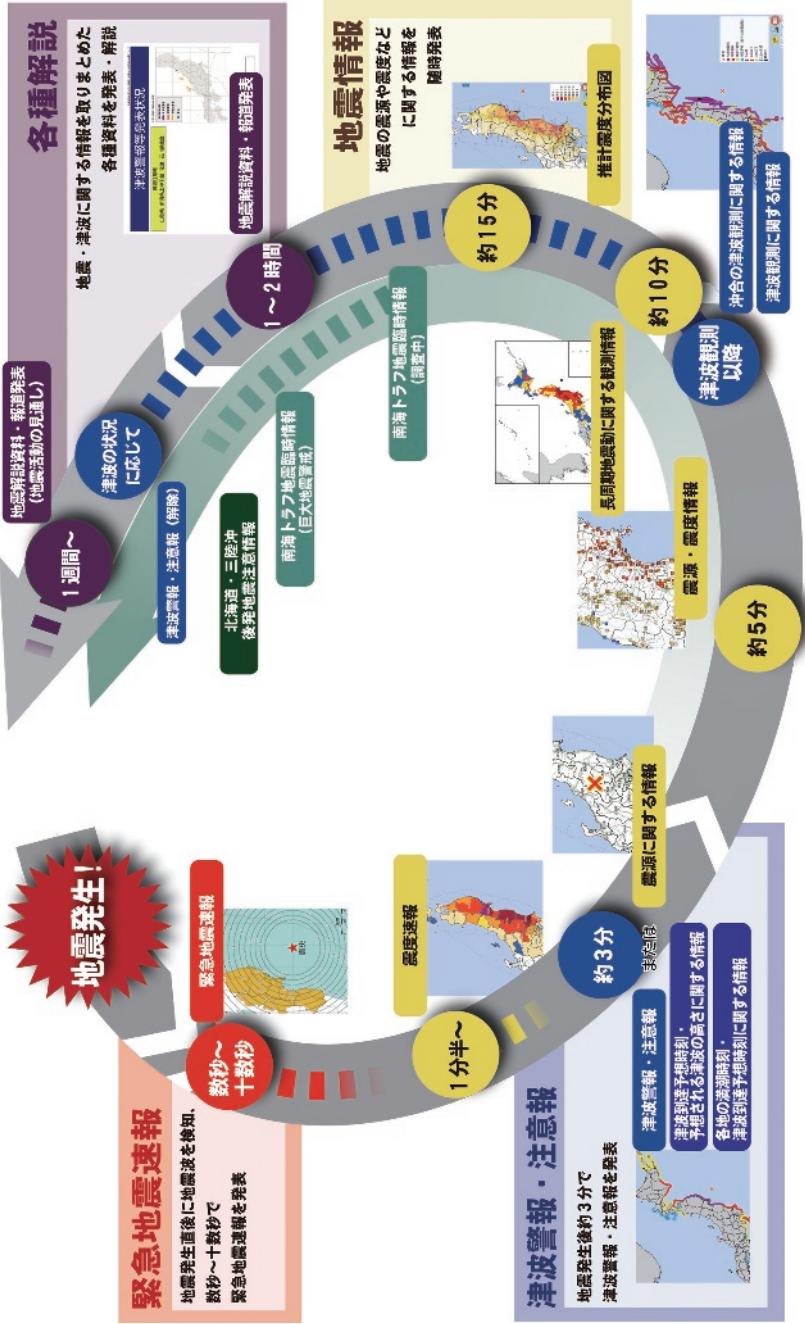 地震発生!
緊急地震速報
地震発生直後に地震波を検知、
数秒～十数秒で
緊急地震速報を発表
数秒～
十数秒
緊急地震速報
震央
1分半～
震度速報
津波警報・注意報
地震発生後約3分で
津波警報・注意報を発表
約3分
または
津波警報・注意報
津波到達予想時刻・
予想される津波の高さに関する情報
各地の満潮時刻・
津波到達予想時刻に関する情報
震源に関する情報
約5分
震源・震度情報
津波観測
以降
沖合の津波観測に関する情報
津波観測に関する情報
約10分
長周期地震動に関する観測情報
約15分
地震情報
地震の震源や震度など
に関する情報を
随時発表
推計震度分布図
南海トラフ地震臨時情報
（調査中）
1～2時間
各種解説
地震・津波に関する情報を取りまとめた
各種資料を発表・解説
津波警報等発表状況
地震解説資料・報道発表
南海トラフ地震臨時情報
（巨大地震警戒）
北海道・三陸沖
後発地震注意情報
津波の状況
に応じて
津波警報・注意報（解除）
1週間～
地震解説資料・報道発表
（地震活動の見通し）